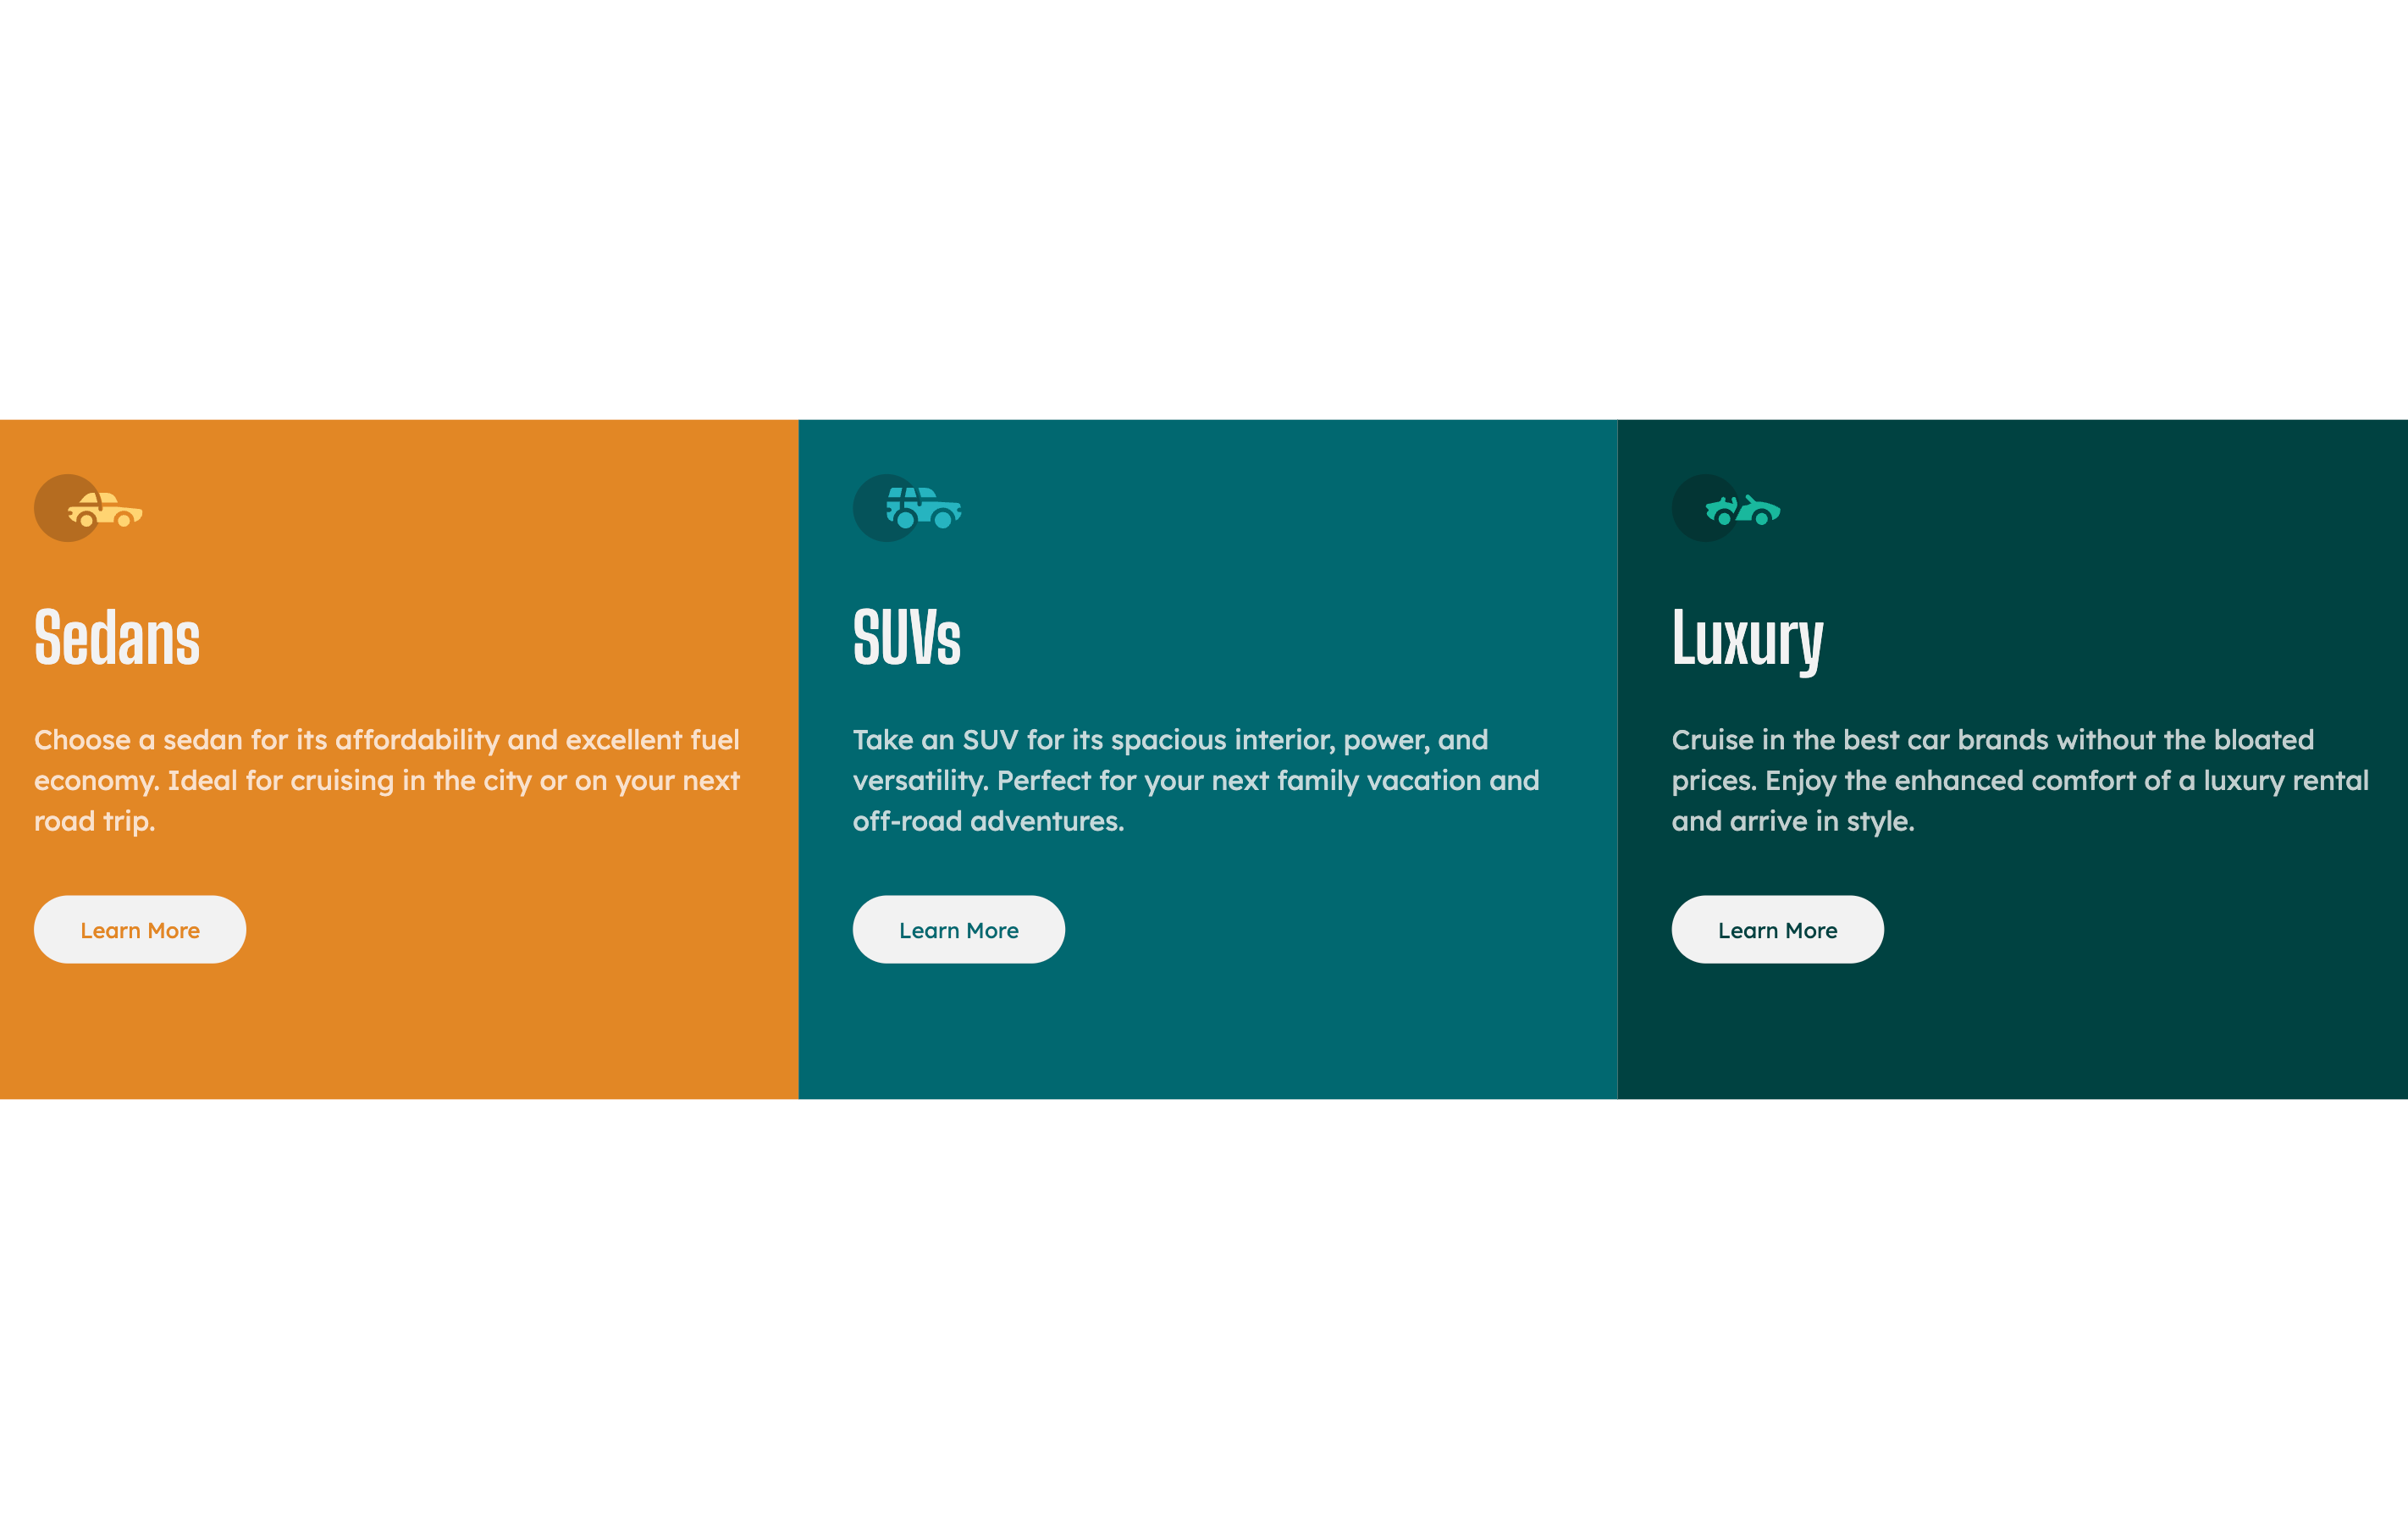 Sedans
Choose a sedan for its affordability and excellent fuel
economy. Ideal for cruising in the city or on your next
road trip.
Learn More
SUVs
Take an SUV for its spacious interior, power, and
versatility. Perfect for your next family vacation and
off-road adventures.
Learn More
Luxury
Cruise in the best car brands without the bloated
prices. Enjoy the enhanced comfort of a luxury rental
and arrive in style.
Learn More